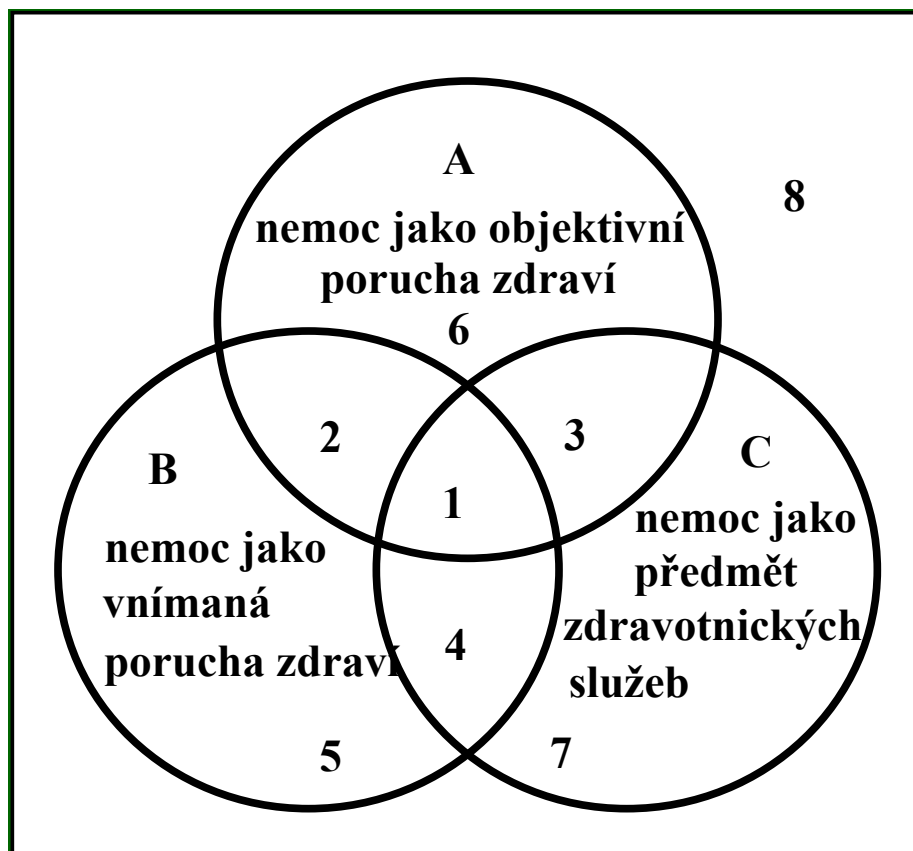 A
8
nemoc jako objektivní
porucha zdraví
6
2
3
B
C
1
nemoc jako
vnímaná
porucha zdraví
nemoc jako
předmět
zdravotnických
služeb
4
5
7